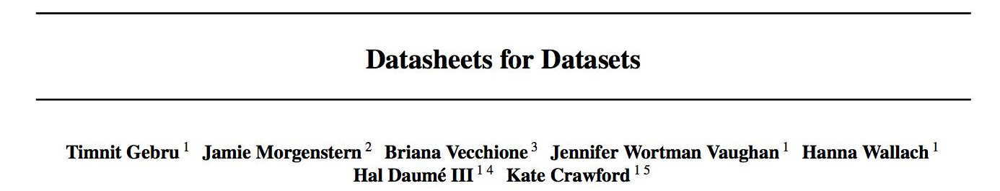 Datasheets for Datasets
Timnit Gebru 1 Jamie Morgenstern 2 Briana Vecchione 3 Jennifer Wortman Vaughan 1 Hanna Wallach 1
Hal Daumé III 1 4 Kate Crawford 1 5